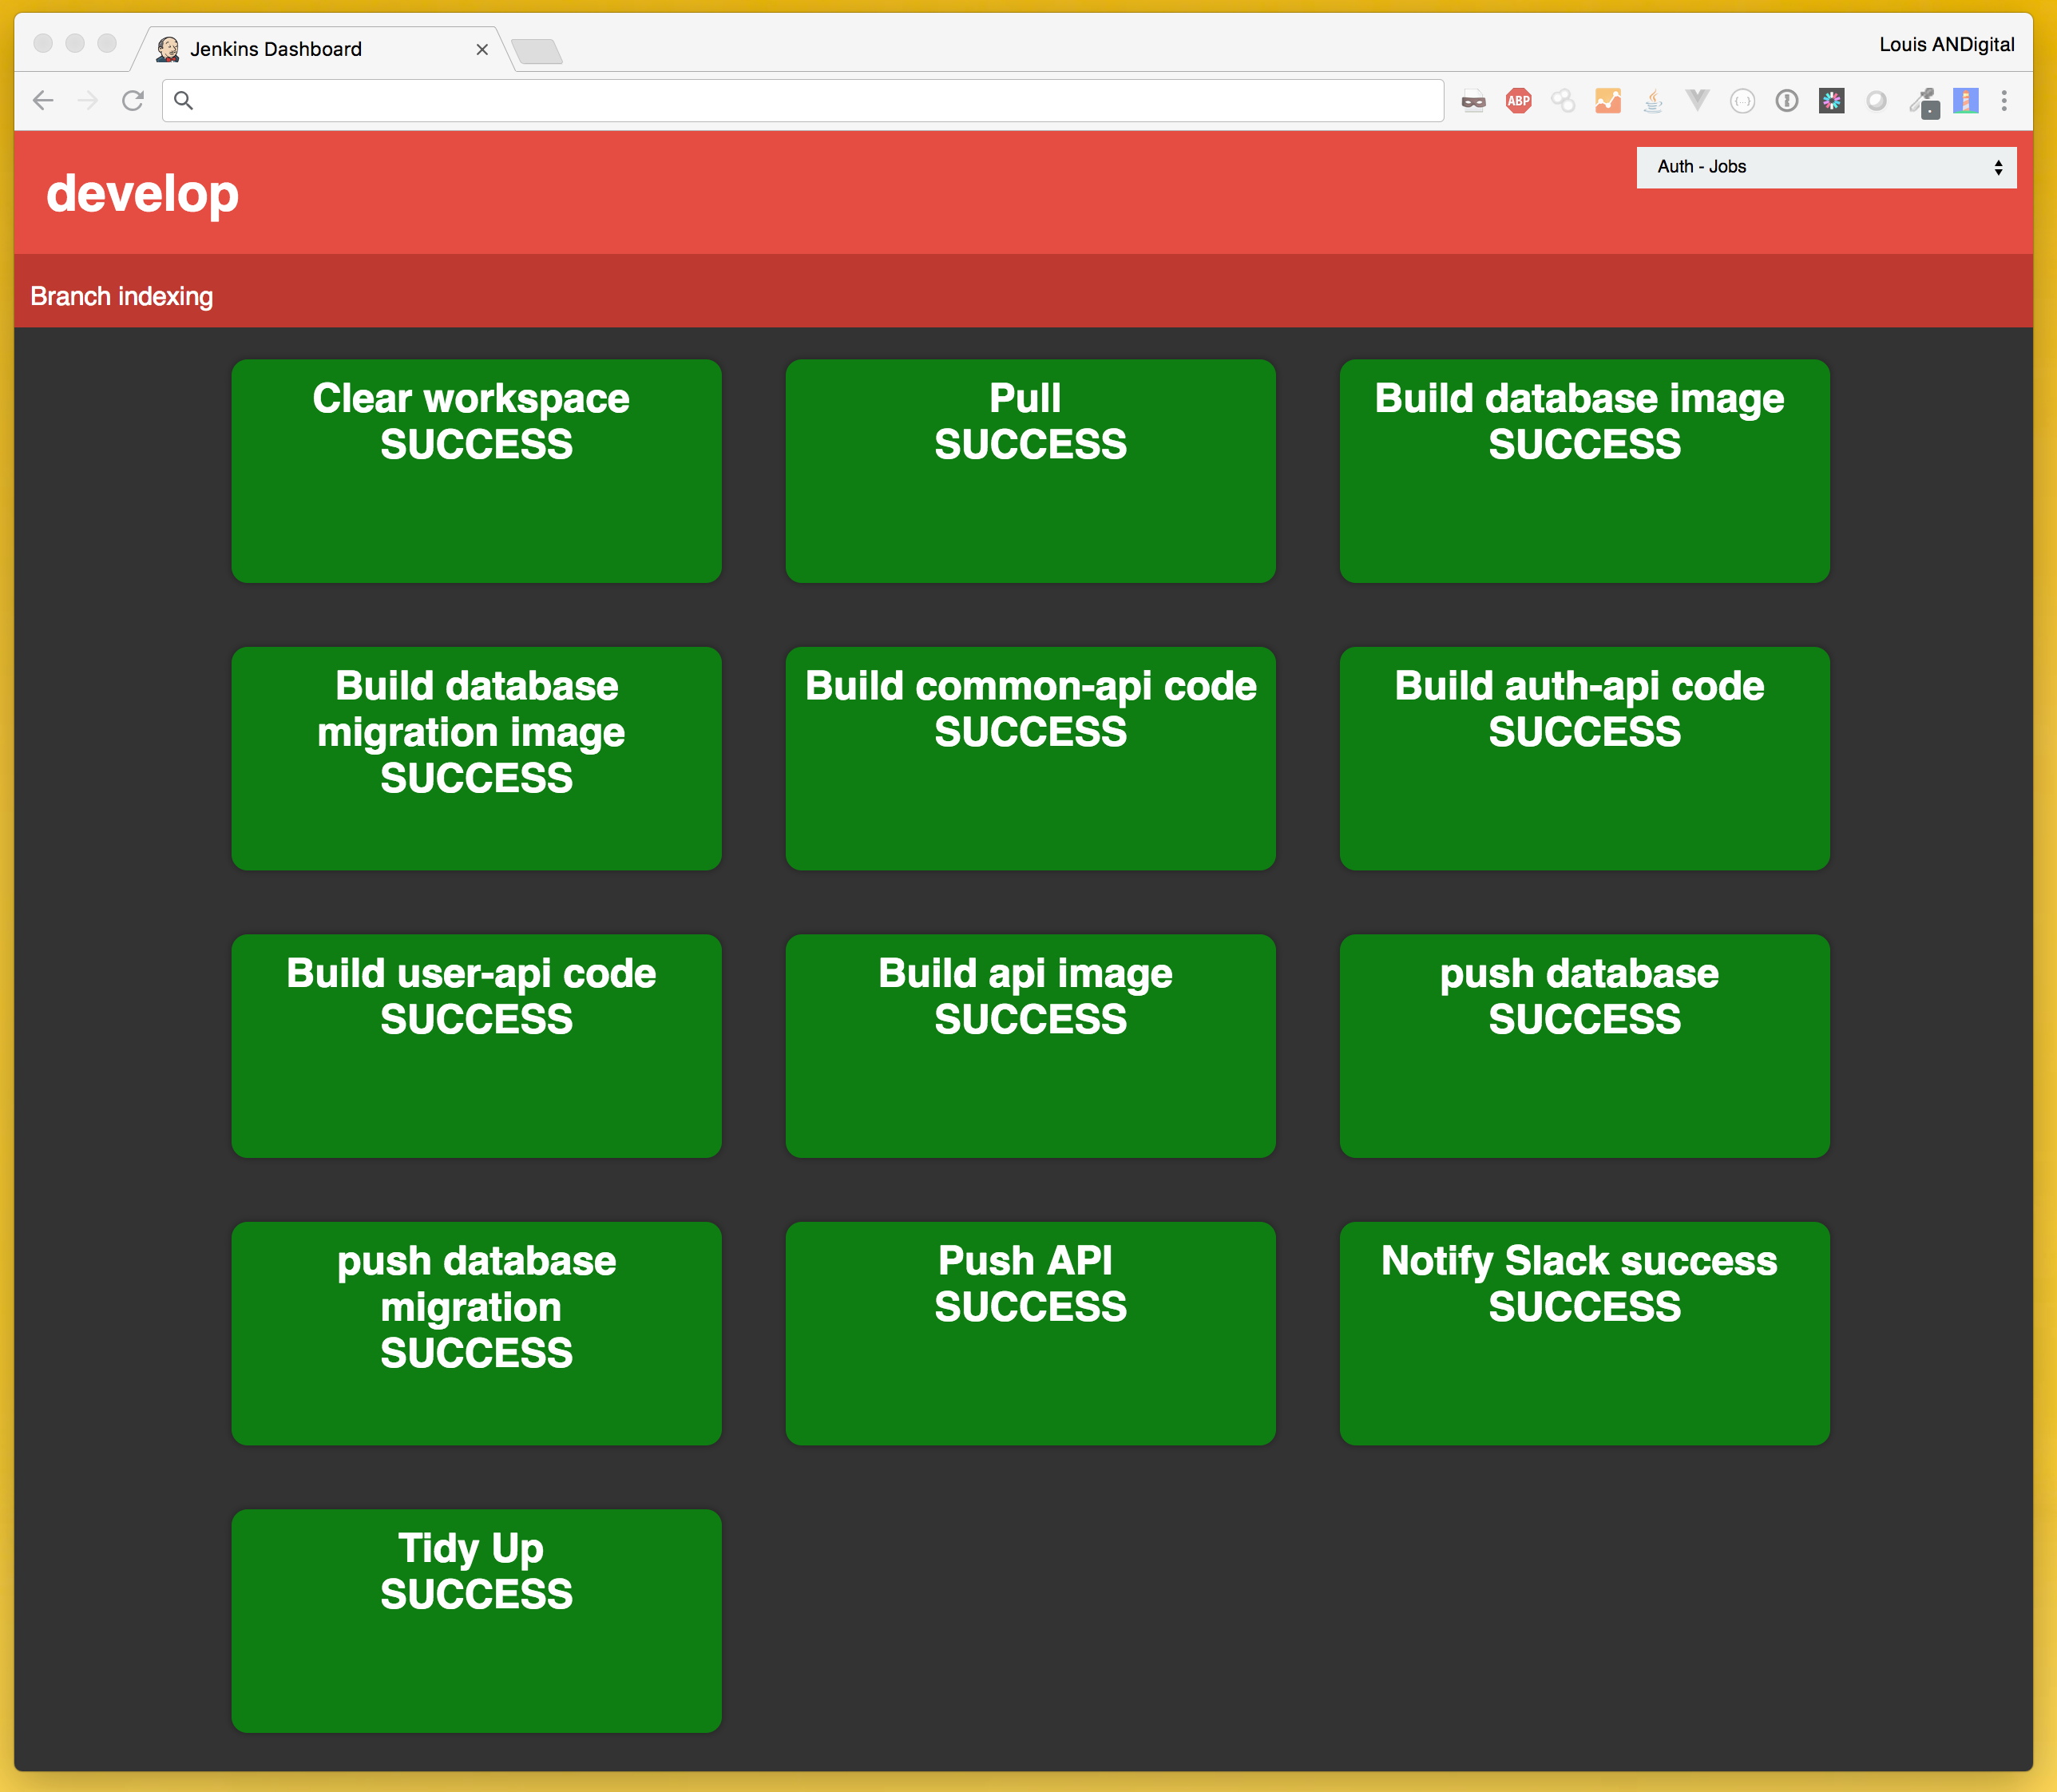 Jenkins Dashboard
Louis ANDigital
ABP
develop
Auth - Jobs
Branch indexing
Clear workspace
SUCCESS
Pull
SUCCESS
Build database image
SUCCESS
Build database
migration image
SUCCESS
Build common-api code
SUCCESS
Build auth-api code
SUCCESS
Build user-api code
SUCCESS
Build api image
SUCCESS
push database
SUCCESS
push database
migration
SUCCESS
Push API
SUCCESS
Notify Slack success
SUCCESS
Tidy Up
SUCCESS